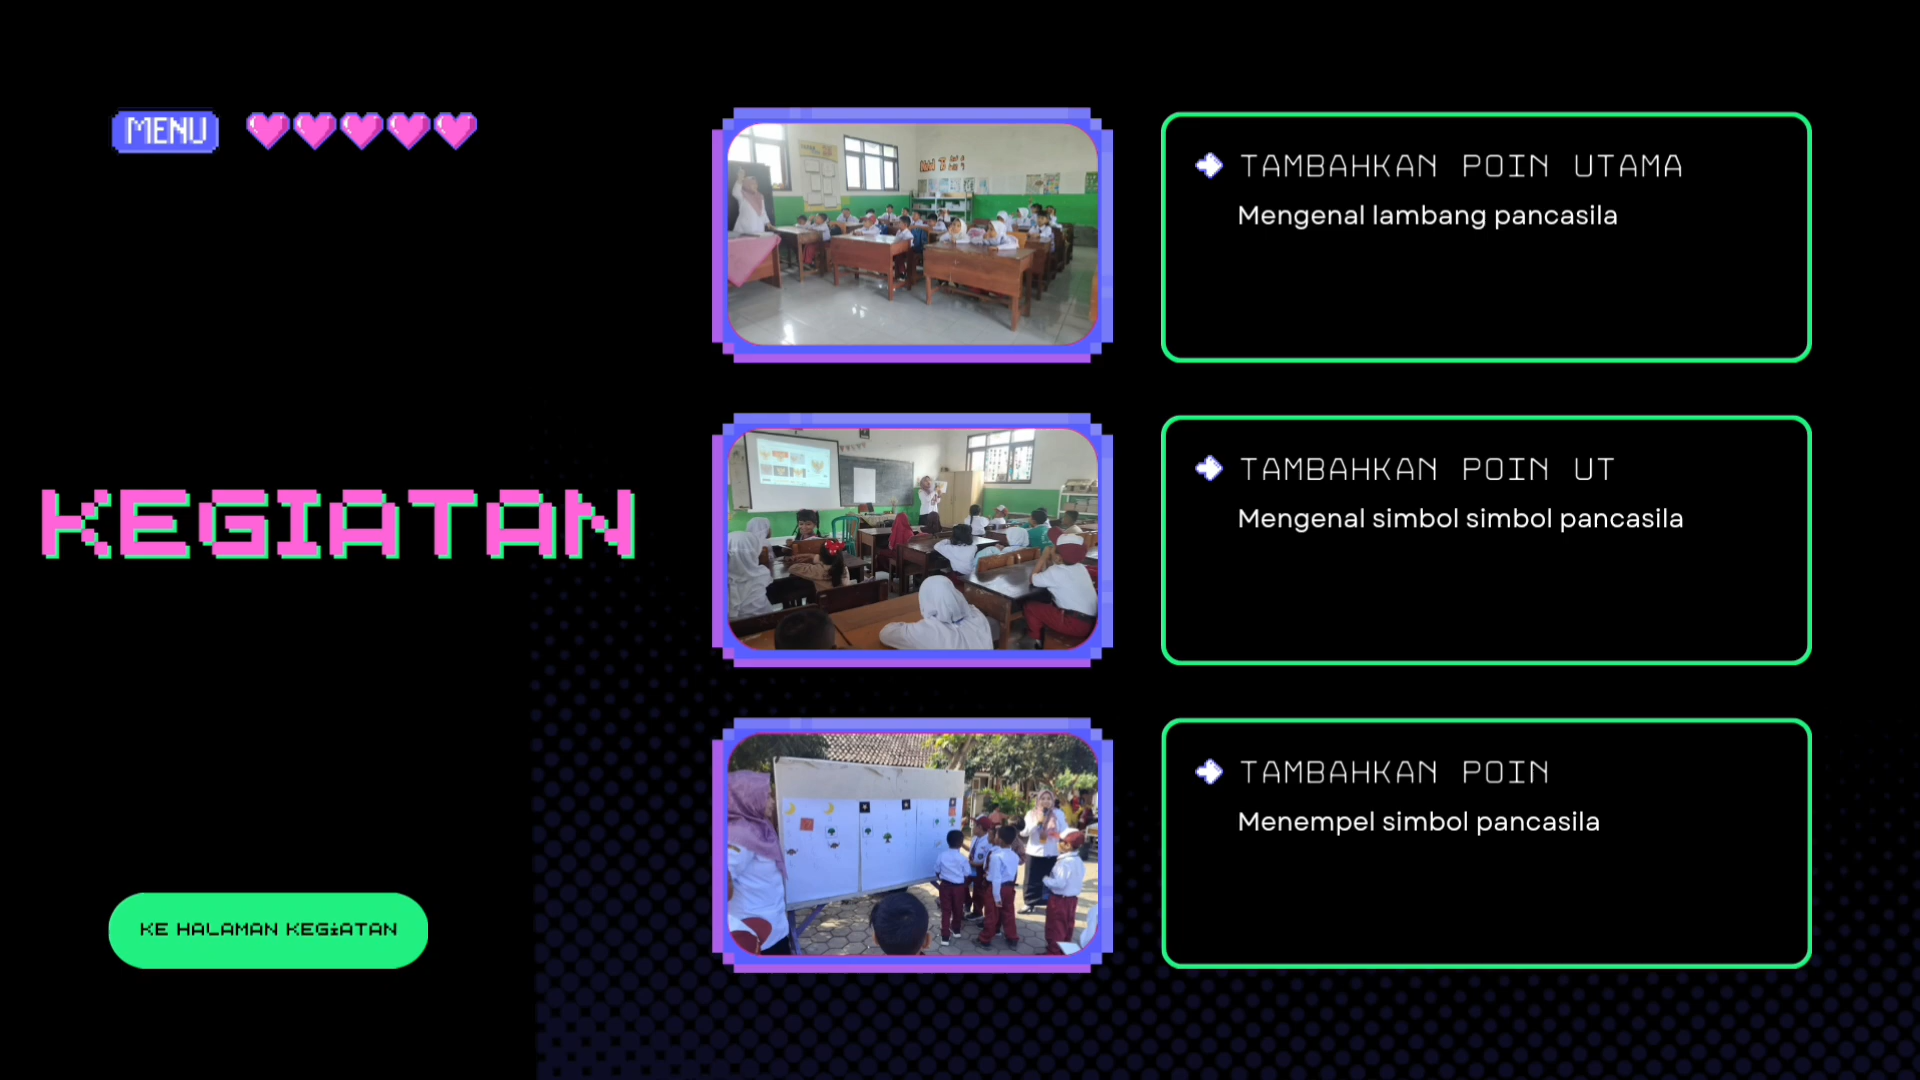 MENU
KEGIATAN
KE HALAMAN KEGIATAN
TAMBAHKAN POIN UTAMA
Mengenal lambang pancasila
TAMBAHKAN POIN UT
Mengenal simbol simbol pancasila
TAMBAHKAN POIN
Menempel simbol pancasila